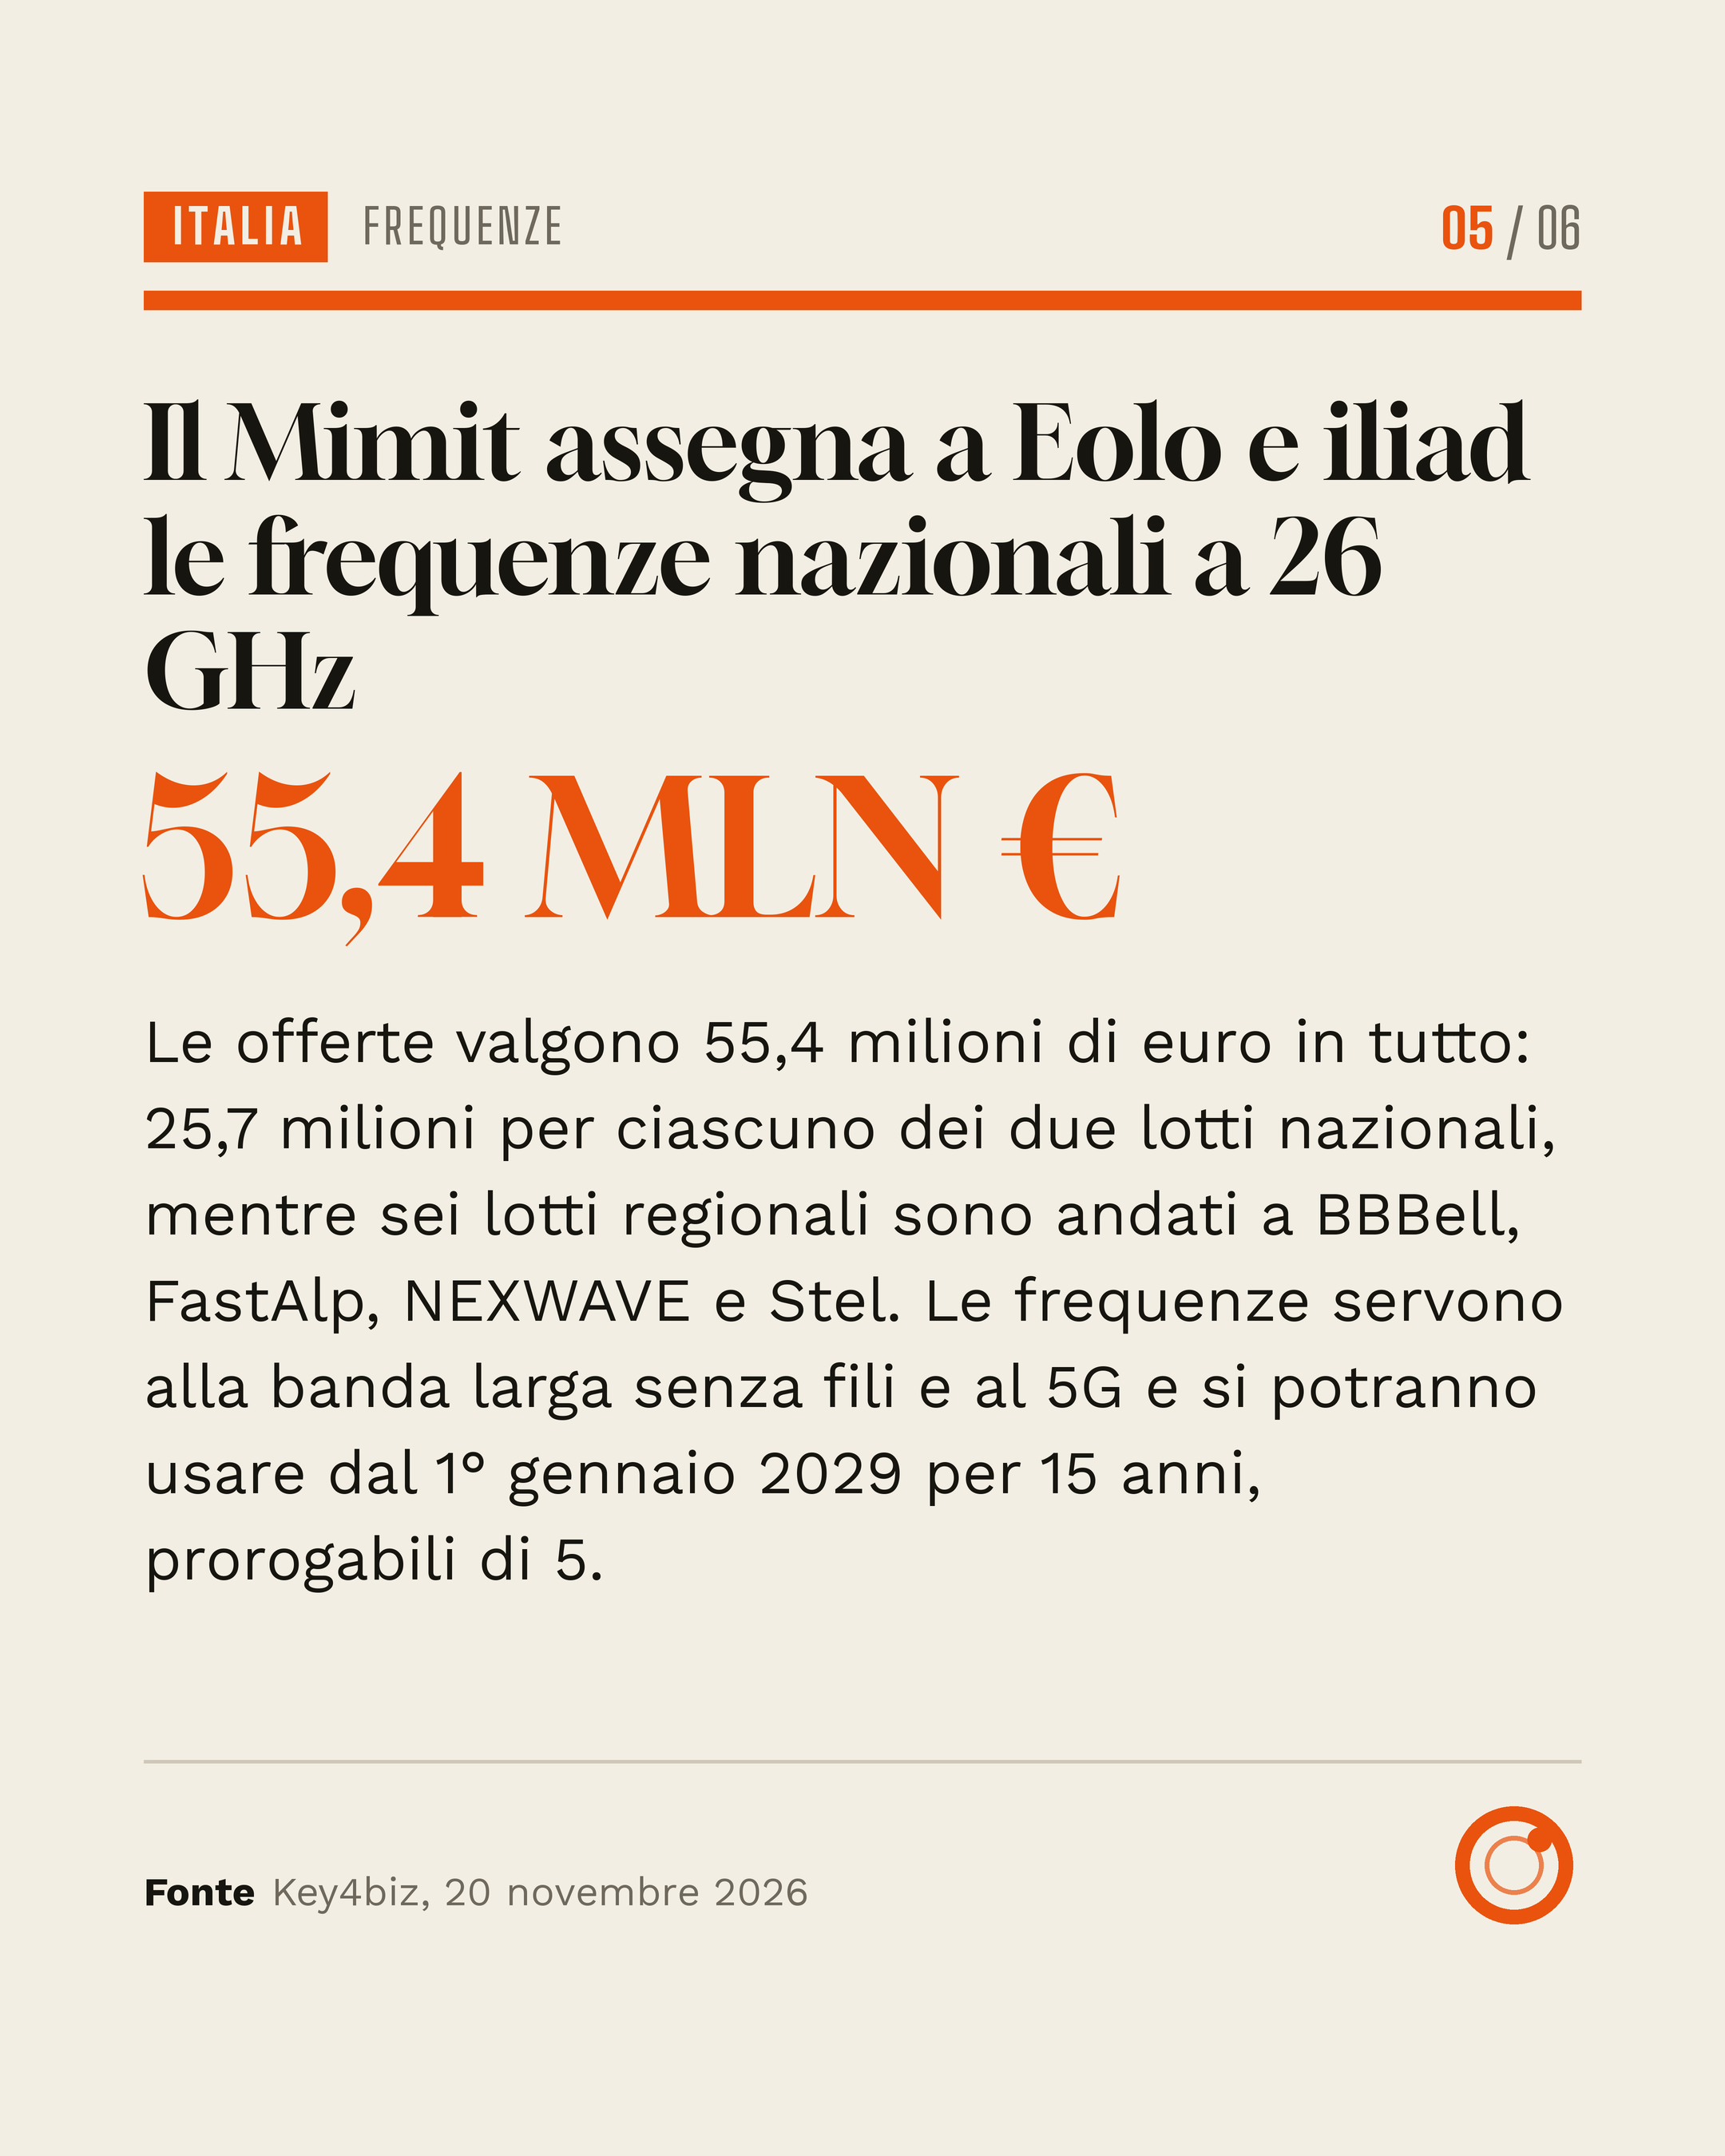 ITALIA FREQUENZE 05 / 06
Il Mimit assegna a Eolo e iliad
le frequenze nazionali a 26
GHz
55,4 MLN €
Le offerte valgono 55,4 milioni di euro in tutto:
25,7 milioni per ciascuno dei due lotti nazionali,
mentre sei lotti regionali sono andati a BBBell,
FastAlp, NEXWAVE e Stel. Le frequenze servono
alla banda larga senza fili e al 5G e si potranno
usare dal 1° gennaio 2029 per 15 anni,
prorogabili di 5.
Fonte Key4biz, 20 novembre 2026